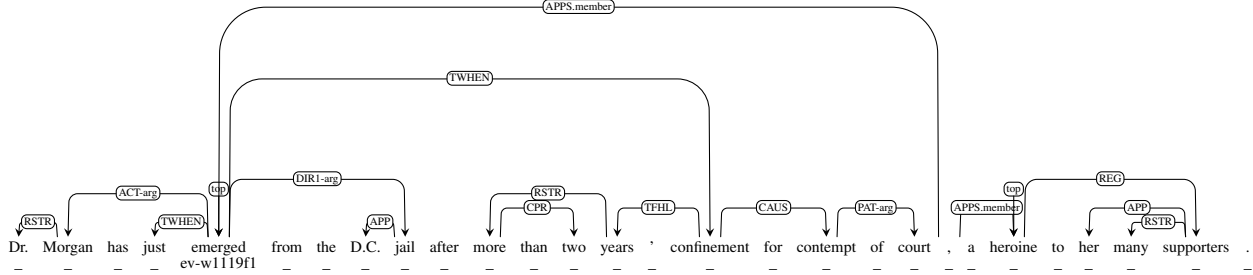 APPS.member
TWHEN
DIR1-arg top REG
ACT-arg top RSTR
RSTR TWHEN APP CPR TFHL CAUS PAT-arg APPS.member APP RSTR
Dr. Morgan has just emerged from the D.C. jail after more than two years ' confinement for contempt of court , a heroine to her many supporters .
_ _ _ _ ev-w1119f1 _ _ _ _ _ _ _ _ _ _ _ _ _ _ _ _ _ _ _ _ _ _ _